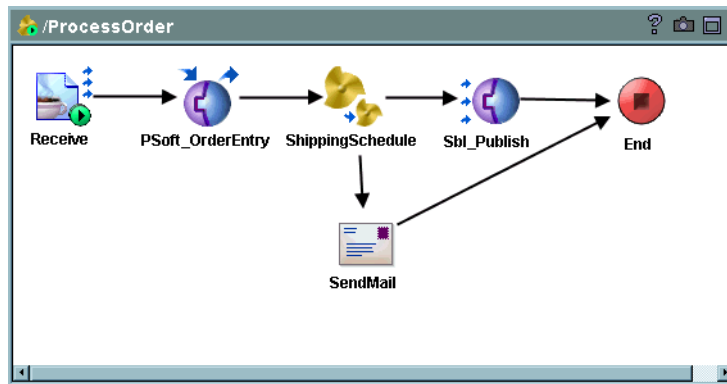 /ProcessOrder
?
Receive
PSoft_OrderEntry
ShippingSchedule
Sbl_Publish
End
SendMail